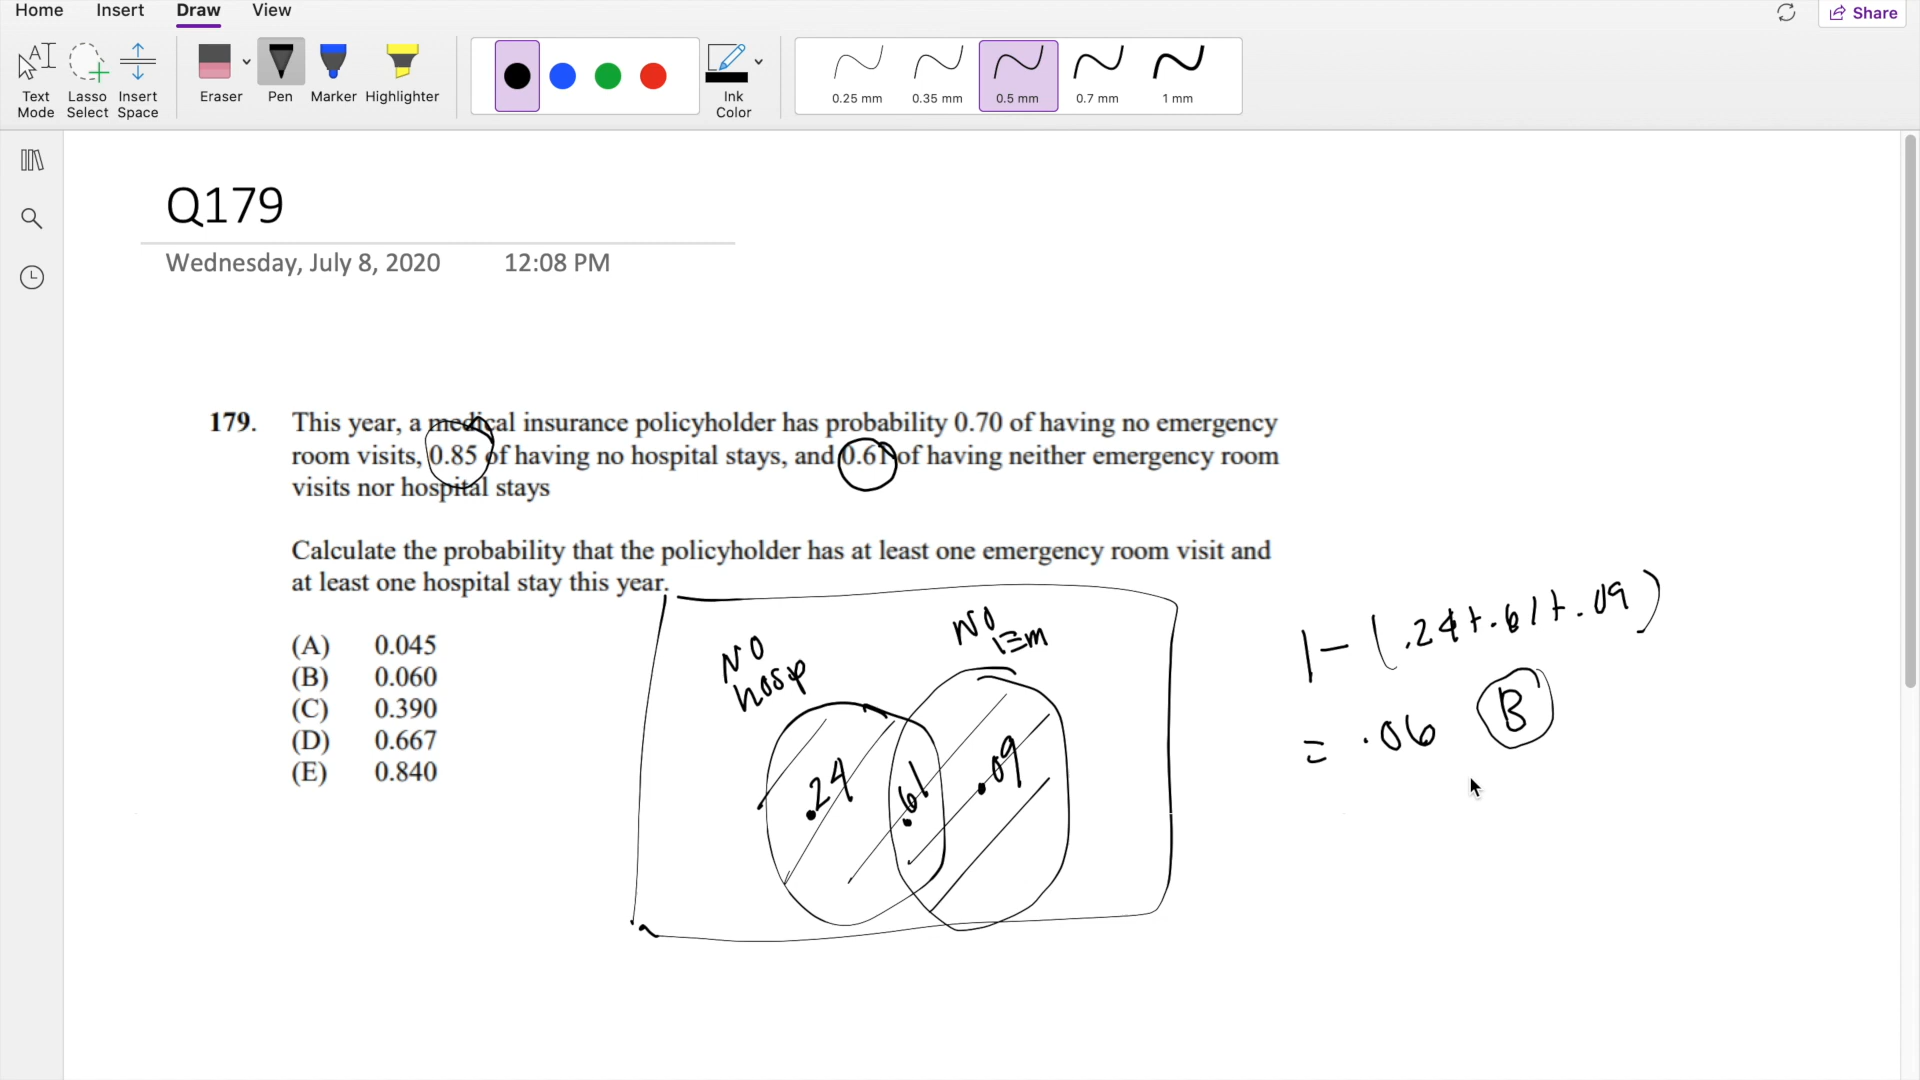 Home Insert Draw View
Share
AI
Text Mode
Lasso Select
Insert Space
Eraser
Pen
Marker
Highlighter
Ink Color
0.25 mm
0.35 mm
0.5 mm
0.7 mm
1 mm
Q179
Wednesday, July 8, 2020 12:08 PM
179. This year, a medical insurance policyholder has probability 0.70 of having no emergency
room visits, 0.85 of having no hospital stays, and 0.61 of having neither emergency room
visits nor hospital stays
Calculate the probability that the policyholder has at least one emergency room visit and
at least one hospital stay this year.
(A) 0.045
(B) 0.060
(C) 0.390
(D) 0.667
(E) 0.840
No
hosp
No
Em
.24
.61
.09
1-(.24+.61+.09)
= .06 B